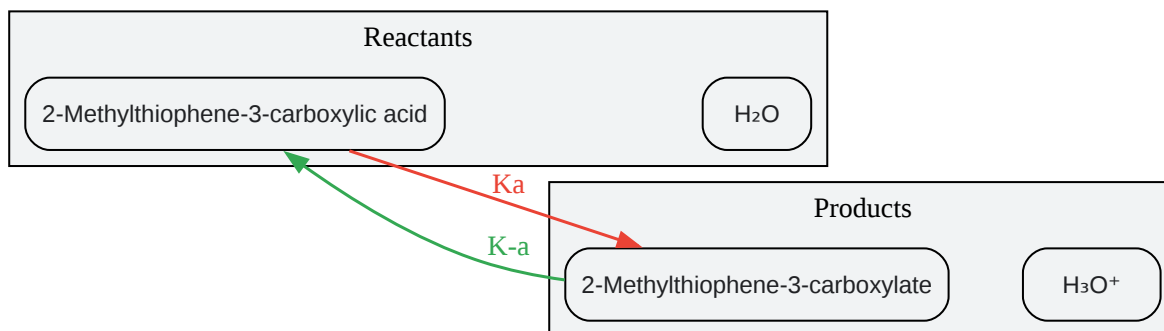 Reactants
2-Methylthiophene-3-carboxylic acid
H₂O
Ka
Products
K-a
2-Methylthiophene-3-carboxylate
H₃O⁺